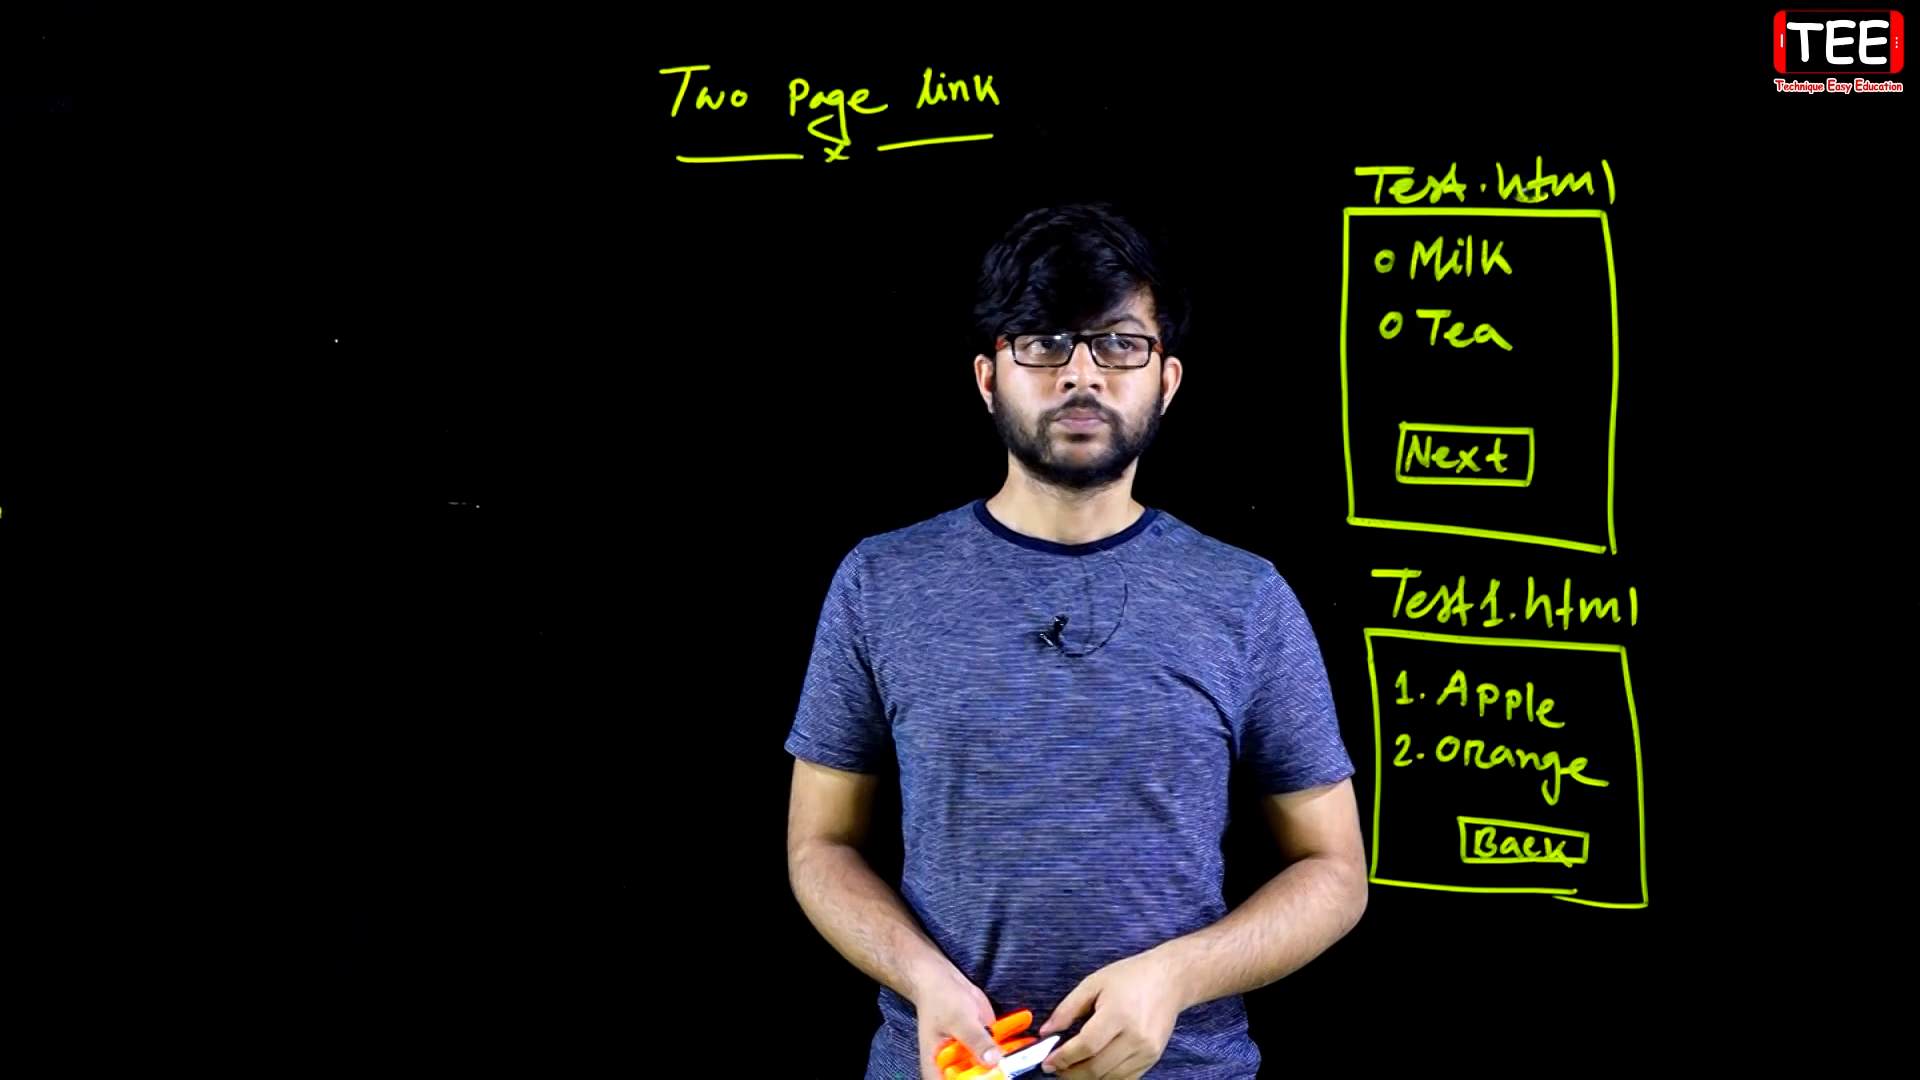 TEE
Technique Easy Education
Two Page link
x
Test.html
o Milk
o Tea
Next
Test1.html
1. Apple
2. Orange
Back